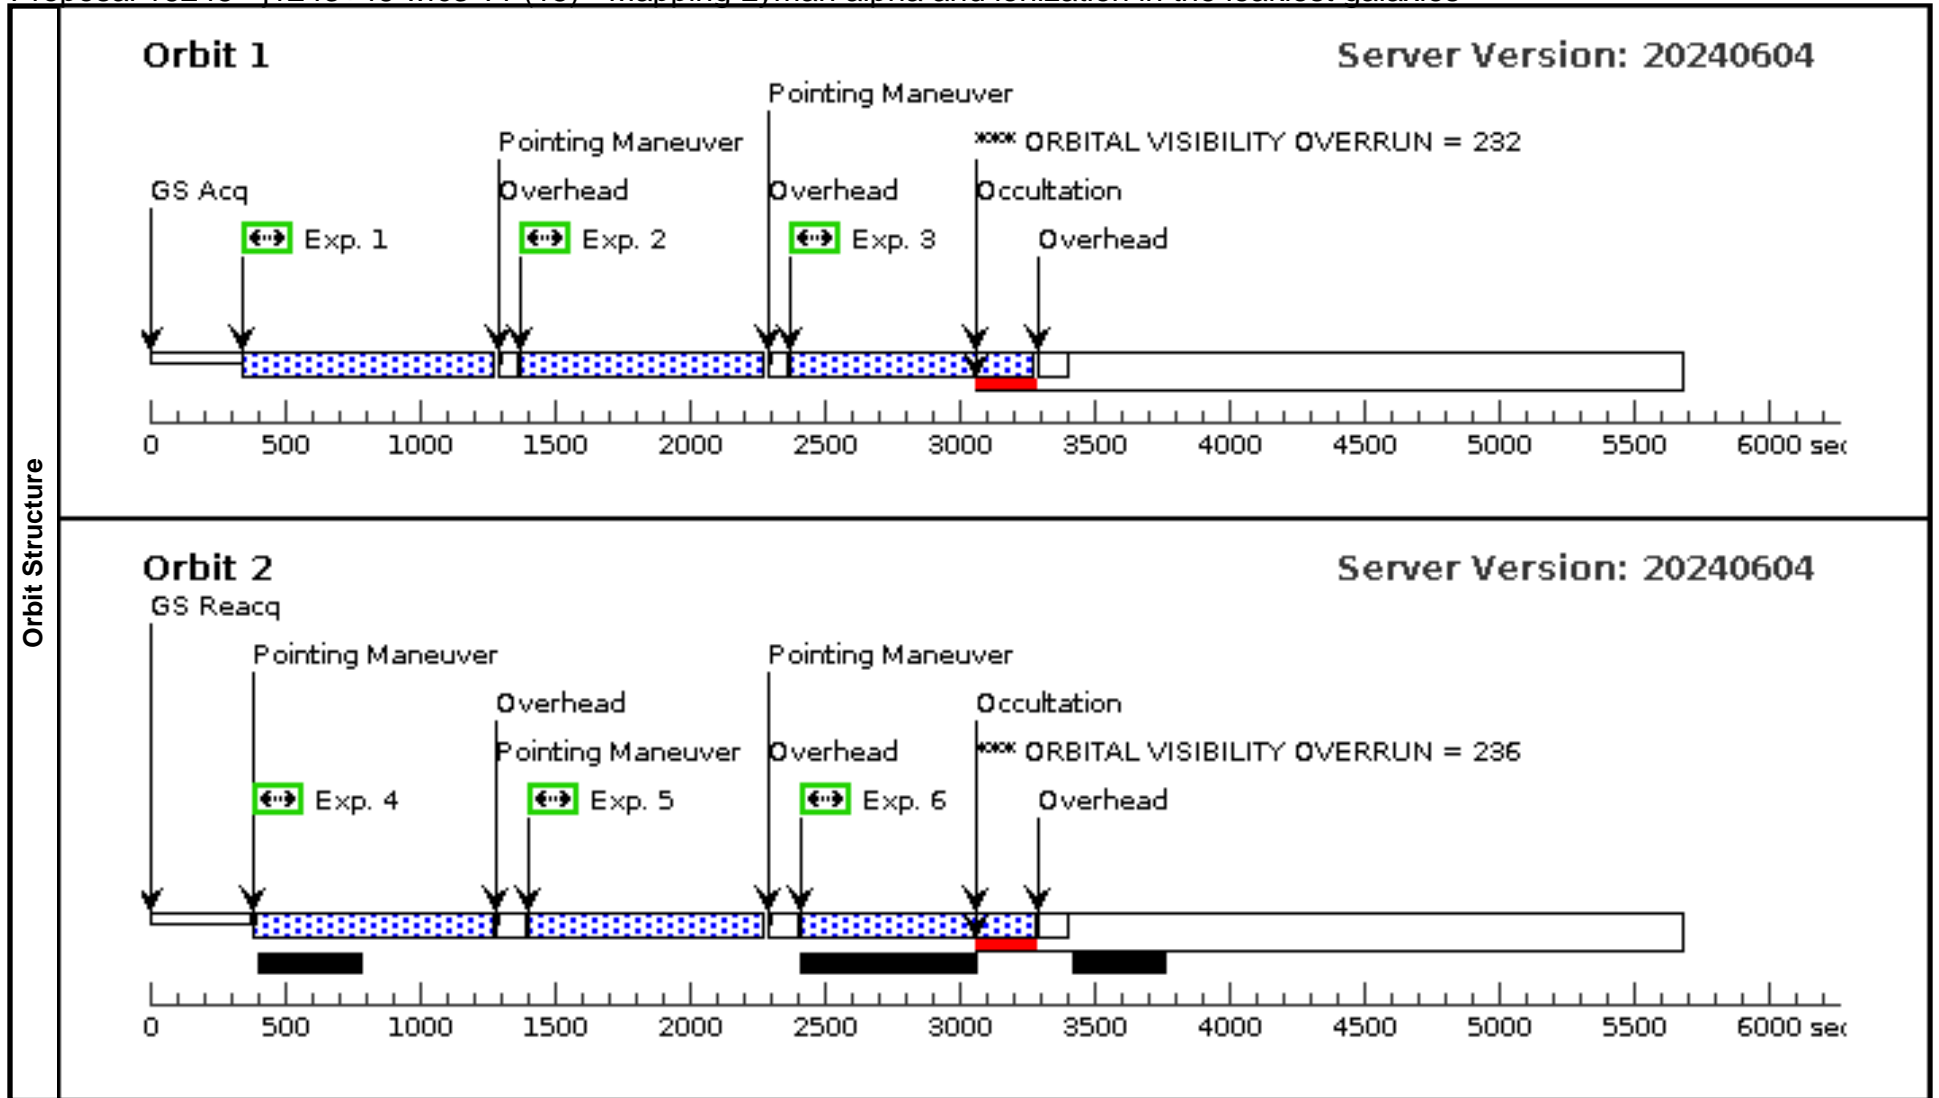 Orbit Structure
Orbit 1
Server Version: 20240604
Pointing Maneuver
Pointing Maneuver
*** ORBITAL VISIBILITY OVERRUN = 232
GS Acq
Overhead
Overhead
Occultation
Exp. 1
Exp. 2
Exp. 3
Overhead
0 500 1000 1500 2000 2500 3000 3500 4000 4500 5000 5500 6000 sec
Orbit 2
Server Version: 20240604
GS Reacq
Pointing Maneuver
Pointing Maneuver
Overhead
Occultation
Pointing Maneuver
Overhead
*** ORBITAL VISIBILITY OVERRUN = 236
Exp. 4
Exp. 5
Exp. 6
Overhead
0 500 1000 1500 2000 2500 3000 3500 4000 4500 5000 5500 6000 sec